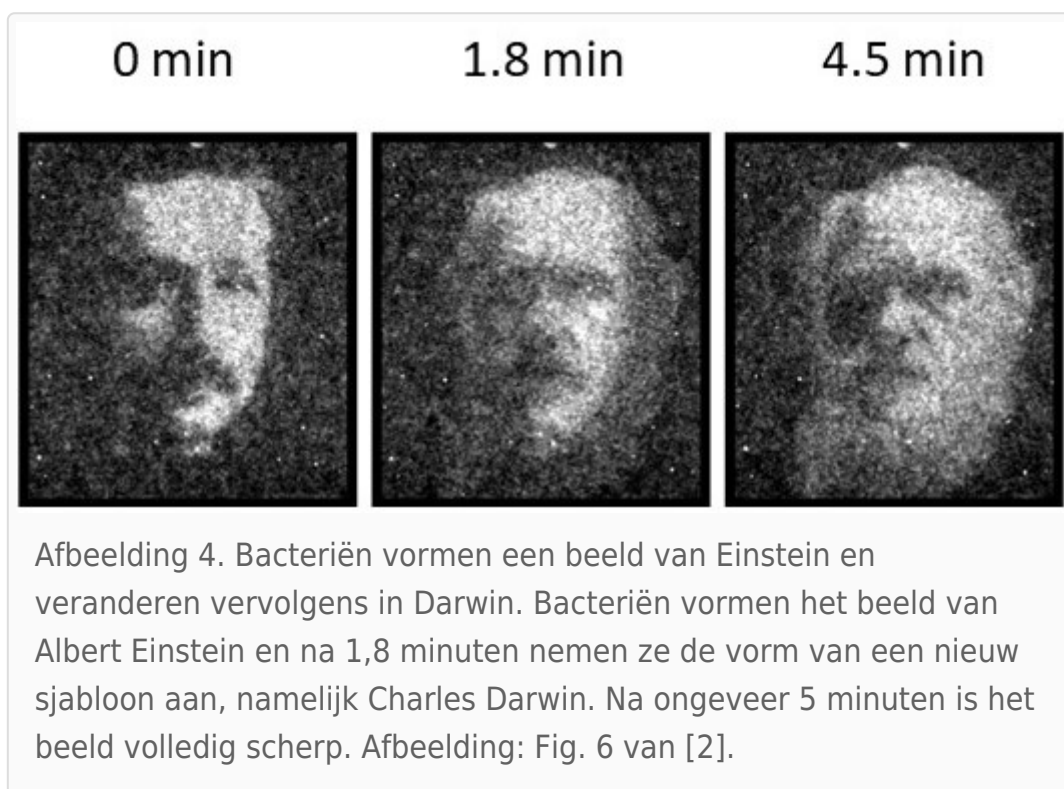 0 min 1.8 min 4.5 min
Afbeelding 4. Bacteriën vormen een beeld van Einstein en
veranderen vervolgens in Darwin. Bacteriën vormen het beeld van
Albert Einstein en na 1,8 minuten nemen ze de vorm van een nieuw
sjabloon aan, namelijk Charles Darwin. Na ongeveer 5 minuten is het
beeld volledig scherp. Afbeelding: Fig. 6 van [2].